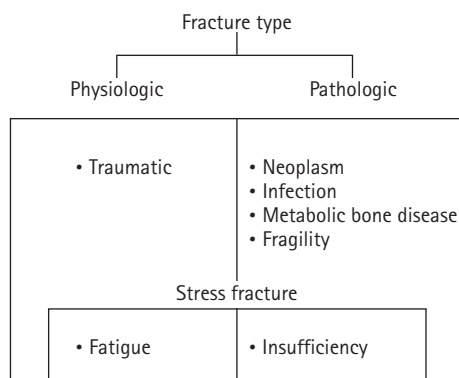 Fracture type
Physiologic
Pathologic
• Traumatic
• Neoplasm
• Infection
• Metabolic bone disease
• Fragility
Stress fracture
• Fatigue
• Insufficiency